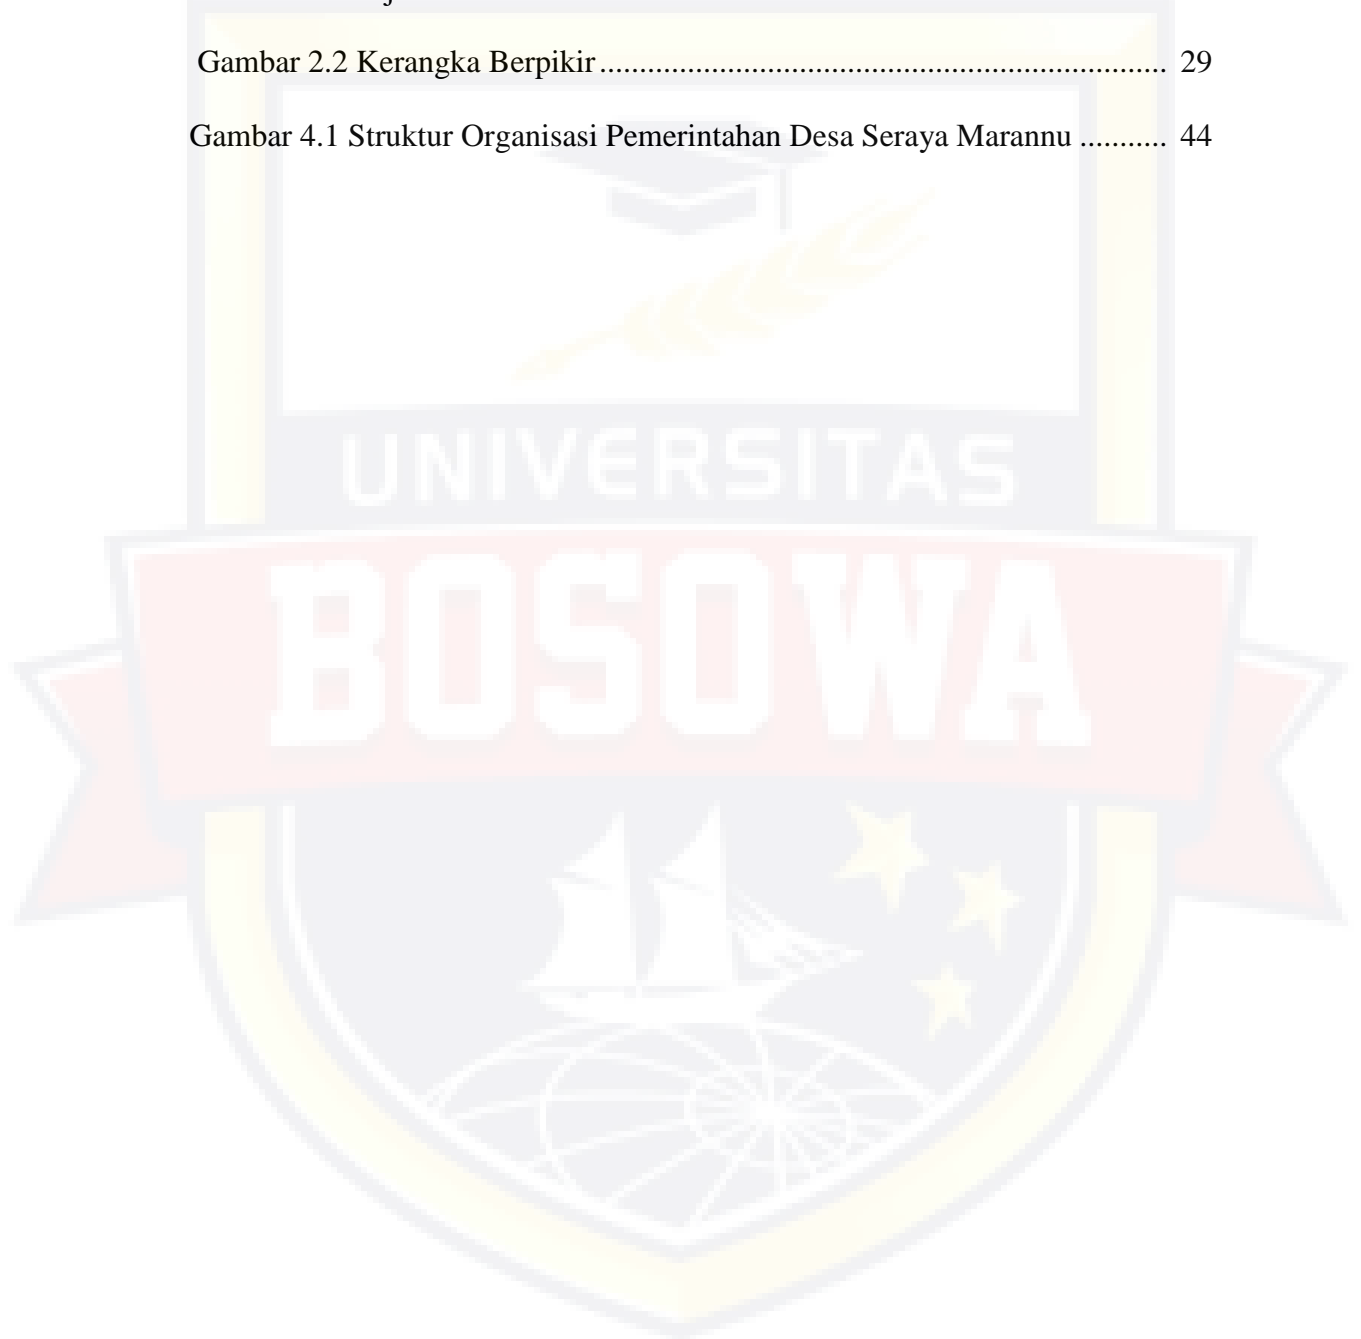 Gambar 2.2 Kerangka Berpikir....................................................................... 29
Gambar 4.1 Struktur Organisasi Pemerintahan Desa Seraya Marannu ........... 44
UNIVERSITAS
BOSOWA